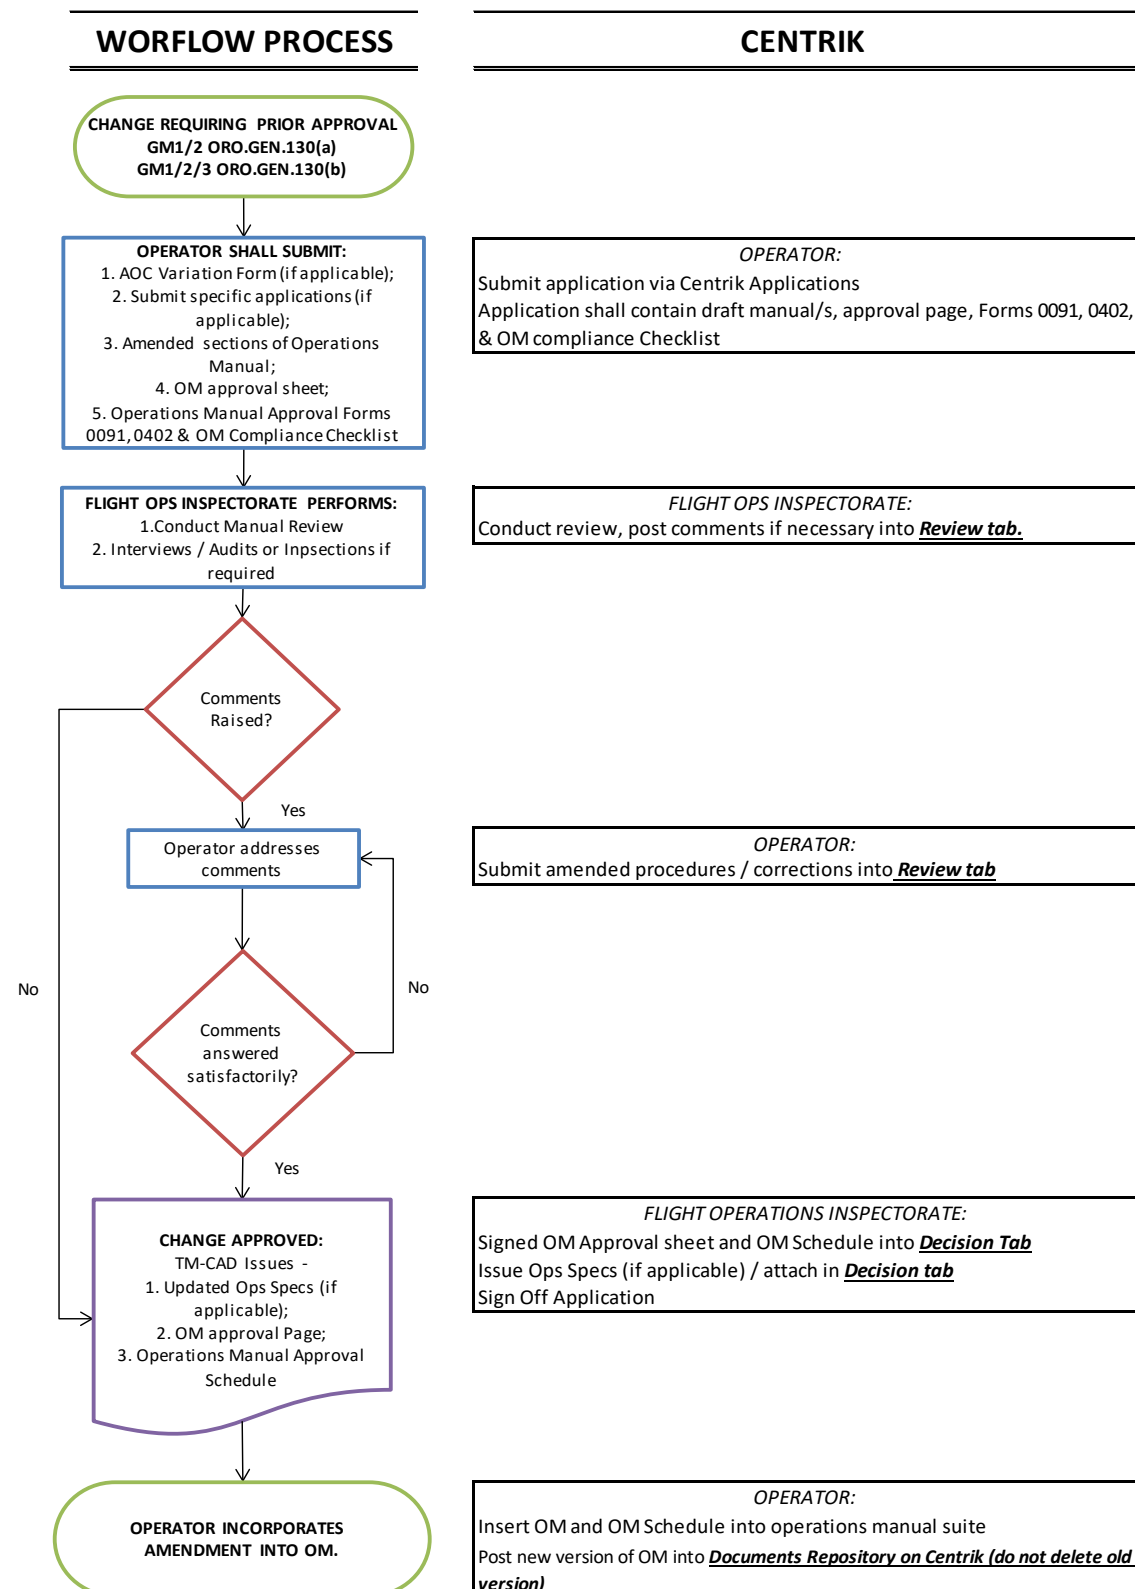 WORFLOW PROCESS
CENTRIK
CHANGE REQUIRING PRIOR APPROVAL
GM1/2 ORO.GEN.130(a)
GM1/2/3 ORO.GEN.130(b)
OPERATOR SHALL SUBMIT:
1. AOC Variation Form (if applicable);
2. Submit specific applications (if
applicable);
3. Amended sections of Operations
Manual;
4. OM approval sheet;
5. Operations Manual Approval Forms
0091, 0402 & OM Compliance Checklist
OPERATOR:
Submit application via Centrik Applications
Application shall contain draft manual/s, approval page, Forms 0091, 0402,
& OM compliance Checklist
FLIGHT OPS INSPECTORATE PERFORMS:
1.Conduct Manual Review
2. Interviews / Audits or Inpsections if
required
FLIGHT OPS INSPECTORATE:
Conduct review, post comments if necessary into Review tab.
Comments
Raised?
Yes
Operator addresses
comments
OPERATOR:
Submit amended procedures / corrections into Review tab
No
No
Comments
answered
satisfactorily?
Yes
CHANGE APPROVED:
TM-CAD Issues -
1. Updated Ops Specs (if
applicable);
2. OM approval Page;
3. Operations Manual Approval
Schedule
FLIGHT OPERATIONS INSPECTORATE:
Signed OM Approval sheet and OM Schedule into Decision Tab
Issue Ops Specs (if applicable) / attach in Decision tab
Sign Off Application
OPERATOR INCORPORATES
AMENDMENT INTO OM.
OPERATOR:
Insert OM and OM Schedule into operations manual suite
Post new version of OM into Documents Repository on Centrik (do not delete old
version)